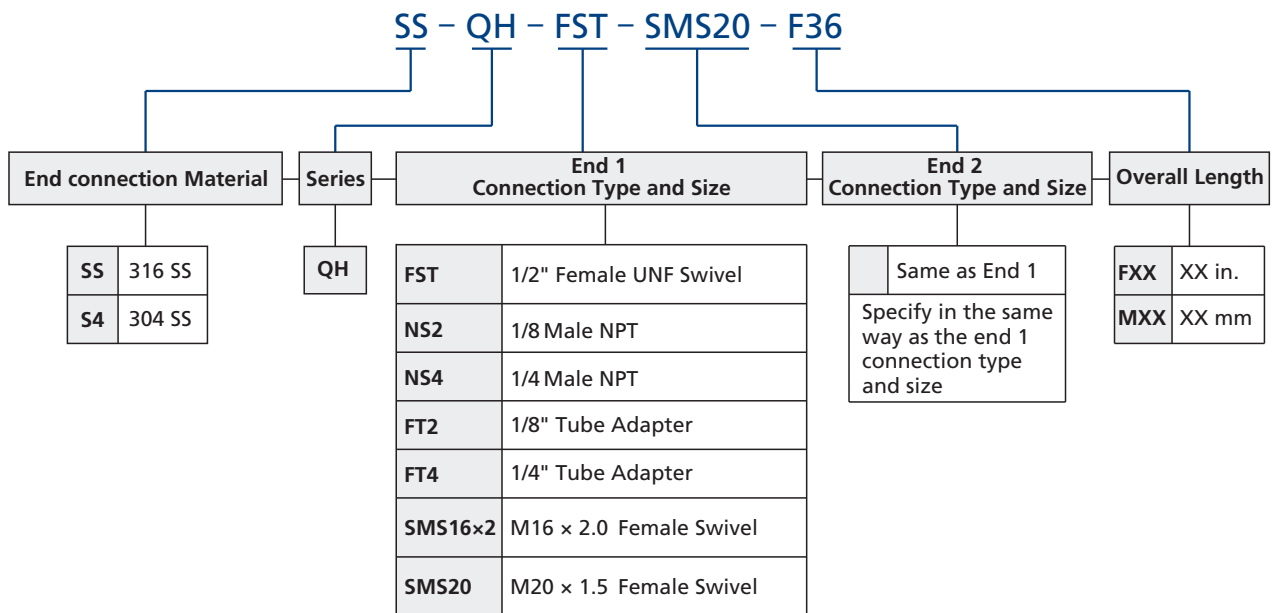 SS – QH – FST – SMS20 – F36
End connection Material
Series
End 1
Connection Type and Size
End 2
Connection Type and Size
Overall Length
SS 316 SS
S4 304 SS
QH
FST 1/2" Female UNF Swivel
NS2 1/8 Male NPT
NS4 1/4 Male NPT
FT2 1/8" Tube Adapter
FT4 1/4" Tube Adapter
SMS16×2 M16 × 2.0 Female Swivel
SMS20 M20 × 1.5 Female Swivel
Same as End 1
Specify in the same
way as the end 1
connection type
and size
FXX XX in.
MXX XX mm